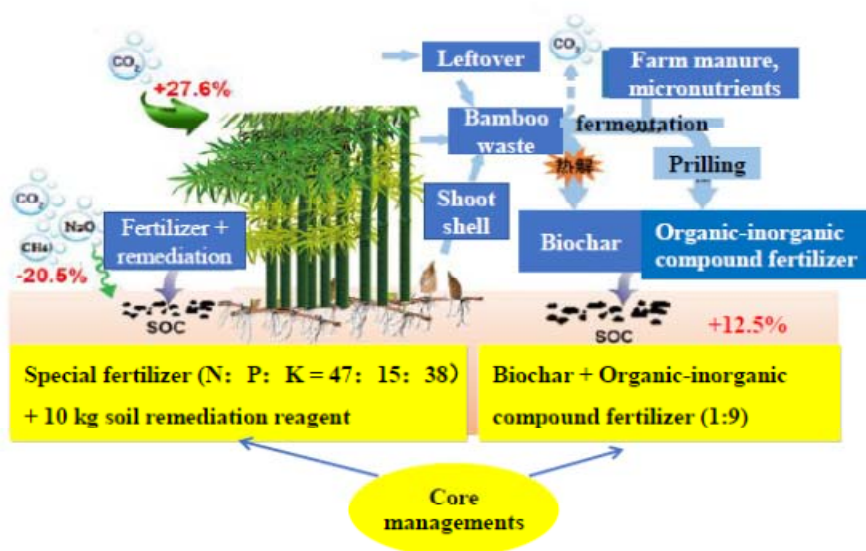 CO2
+27.6%
Leftover
CO2
Farm manure,
micronutrients
Bamboo
waste
fermentation
热解
Prilling
CO2
N2O
CH4)
-20.5%
Fertilizer +
remediation
Shoot
shell
Biochar
Organic-inorganic
compound fertilizer
SOC
SOC
+12.5%
Special fertilizer (N: P: K = 47: 15: 38)
+ 10 kg soil remediation reagent
Biochar + Organic-inorganic
compound fertilizer (1:9)
Core
managements